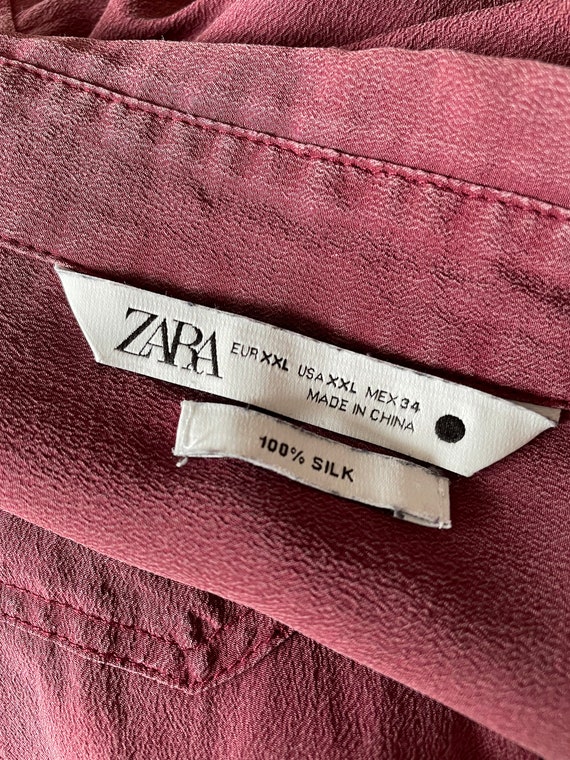 ZARA EUR XXL USA XXL MEX 34
MADE IN CHINA
100% SILK